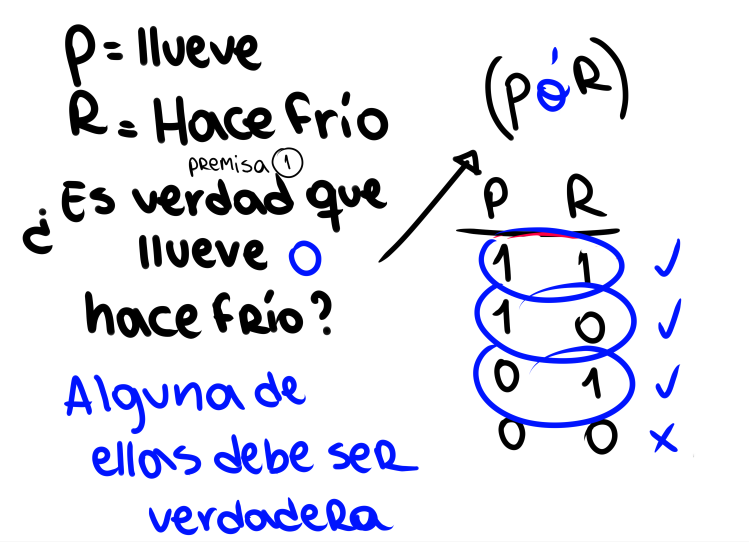 P = llueve
R = Hace frío
premisa 1
¿Es verdad que
llueve O
hace frío?
Alguna de
ellas debe ser
verdadera
(P ó R)
P R
1 1 ✓
1 0 ✓
0 1 ✓
0 0 x